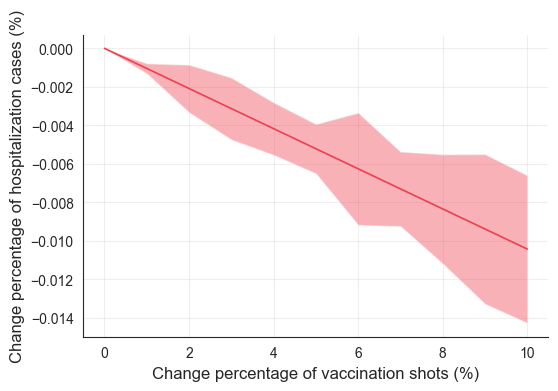 Change percentage of hospitalization cases (%)
0.000
−0.002
−0.004
−0.006
−0.008
−0.010
−0.012
−0.014
0 2 4 6 8 10
Change percentage of vaccination shots (%)